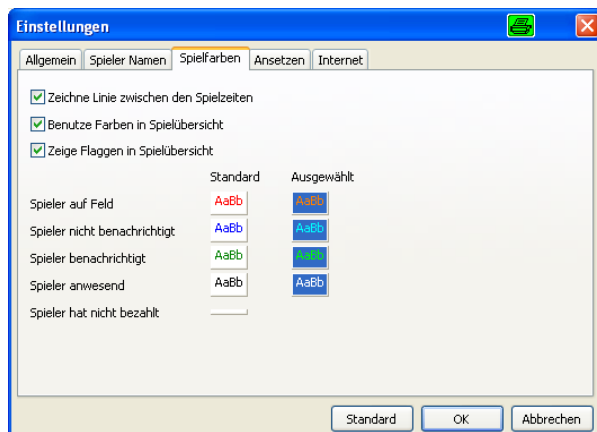 Einstellungen
Allgemein Spieler Namen Spielfarben Ansetzen Internet
Zeichne Linie zwischen den Spielzeiten
Benutze Farben in Spielübersicht
Zeige Flaggen in Spielübersicht
Standard Ausgewählt
Spieler auf Feld AaBb AaBb
Spieler nicht benachrichtigt AaBb AaBb
Spieler benachrichtigt AaBb AaBb
Spieler anwesend AaBb AaBb
Spieler hat nicht bezahlt
Standard OK Abbrechen